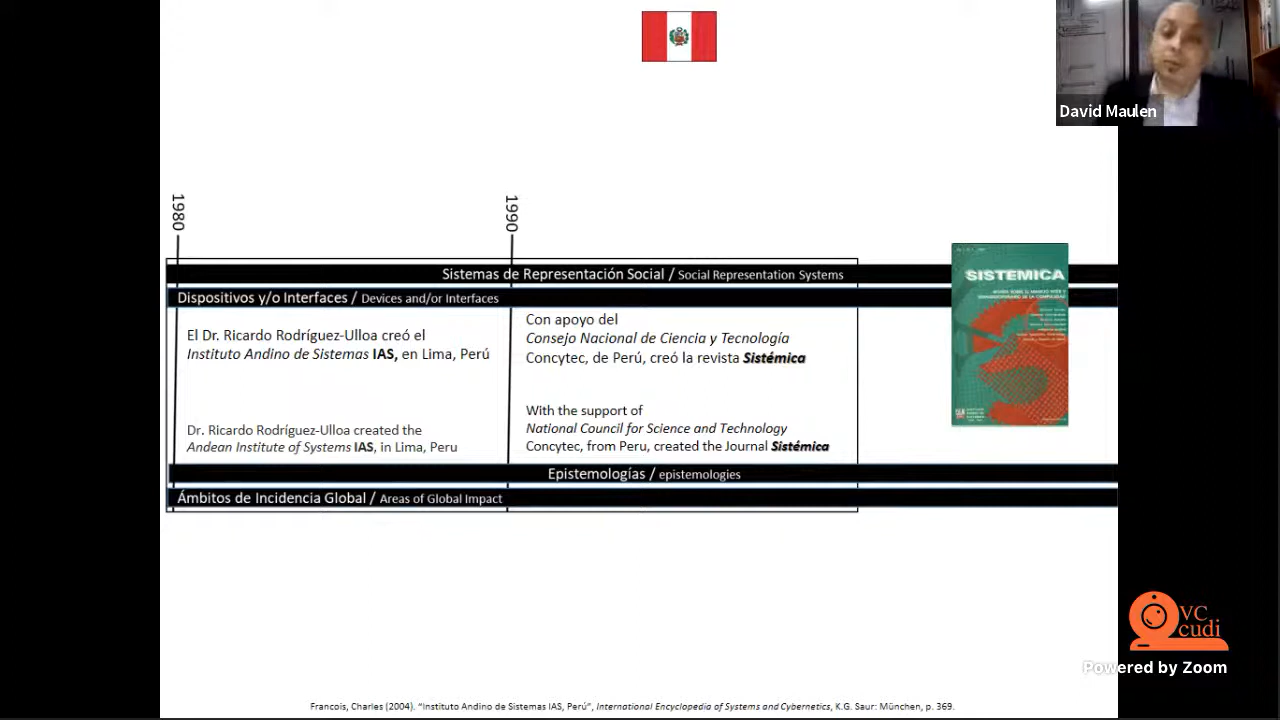 David Maulen
1980
1990
Sistemas de Representación Social / Social Representation Systems
Dispositivos y/o Interfaces / Devices and/or Interfaces
El Dr. Ricardo Rodríguez-Ulloa creó el
Instituto Andino de Sistemas IAS, en Lima, Perú
Dr. Ricardo Rodríguez-Ulloa created the
Andean Institute of Systems IAS, in Lima, Peru
Con apoyo del
Consejo Nacional de Ciencia y Tecnología
Concytec, de Perú, creó la revista Sistémica
With the support of
National Council for Science and Technology
Concytec, from Peru, created the Journal Sistémica
SISTEMICA
Epistemologías / epistemologies
Ámbitos de Incidencia Global / Areas of Global Impact
VC
cudi
Powered by Zoom
Francois, Charles (2004). "Instituto Andino de Sistemas IAS, Perú", International Encyclopedia of Systems and Cybernetics, K.G. Saur: München, p. 369.